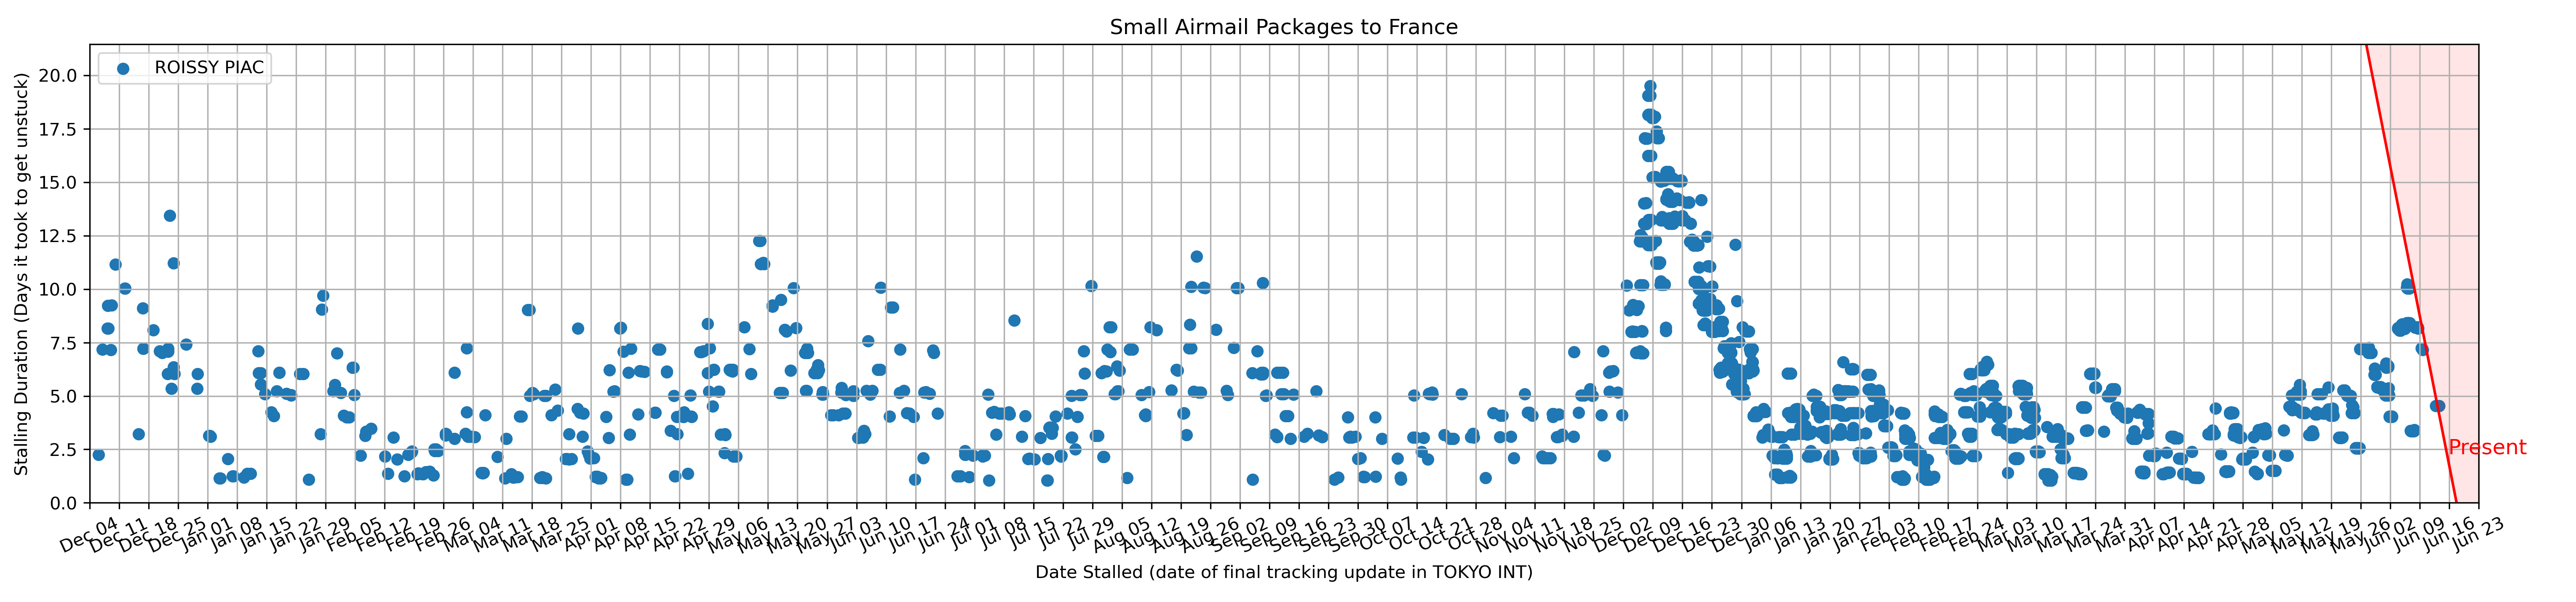 Small Airmail Packages to France
ROISSY PIAC
Stalling Duration (Days it took to get unstuck)
20.0
17.5
15.0
12.5
10.0
7.5
5.0
2.5
0.0
Present
Dec 04
Dec 11
Dec 18
Dec 25
Jan 01
Jan 08
Jan 15
Jan 22
Jan 29
Feb 05
Feb 12
Feb 19
Feb 26
Mar 04
Mar 11
Mar 18
Mar 25
Apr 01
Apr 08
Apr 15
Apr 22
Apr 29
May 06
May 13
May 20
May 27
Jun 03
Jun 10
Jun 17
Jun 24
Jul 01
Jul 08
Jul 15
Jul 22
Jul 29
Aug 05
Aug 12
Aug 19
Aug 26
Sep 02
Sep 09
Sep 16
Sep 23
Sep 30
Oct 07
Oct 14
Oct 21
Oct 28
Nov 04
Nov 11
Nov 18
Nov 25
Dec 02
Dec 09
Dec 16
Dec 23
Dec 30
Jan 06
Jan 13
Jan 20
Jan 27
Feb 03
Feb 10
Feb 17
Feb 24
Mar 03
Mar 10
Mar 17
Mar 24
Mar 31
Apr 07
Apr 14
Apr 21
Apr 28
May 05
May 12
May 19
May 26
Jun 02
Jun 09
Jun 16
Jun 23
Date Stalled (date of final tracking update in TOKYO INT)